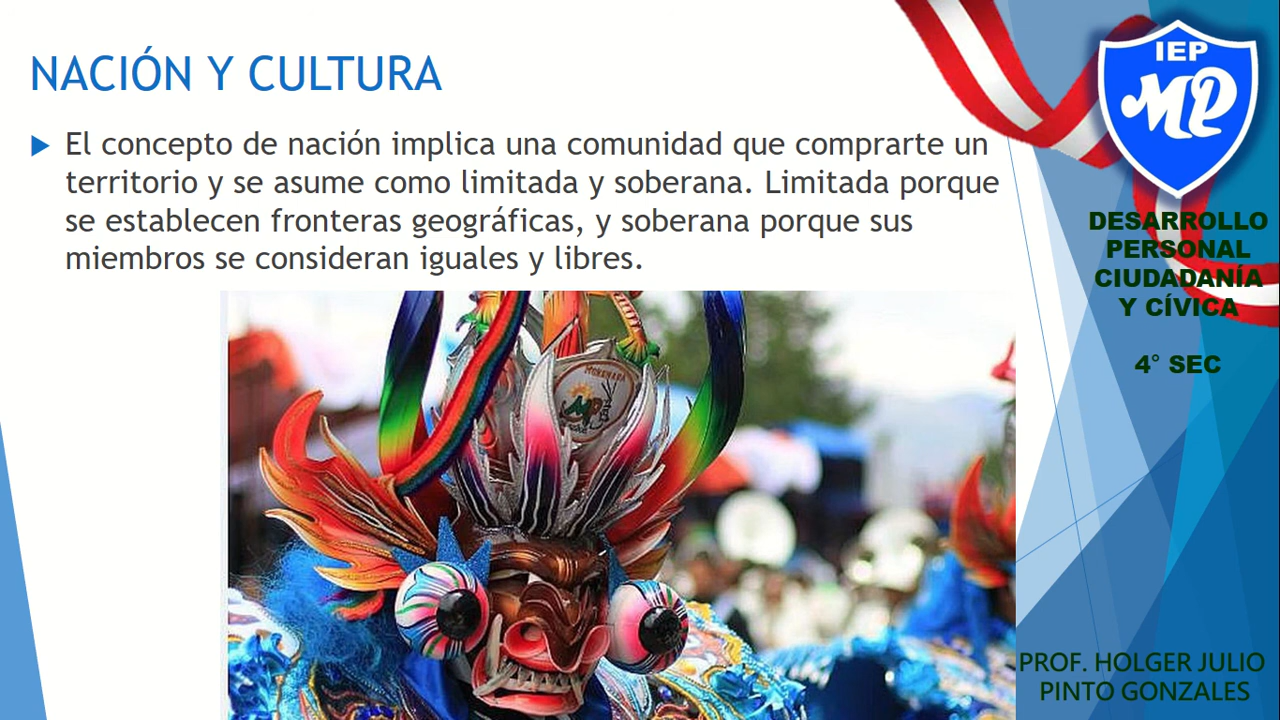 NACIÓN Y CULTURA
El concepto de nación implica una comunidad que comprarte un
territorio y se asume como limitada y soberana. Limitada porque
se establecen fronteras geográficas, y soberana porque sus
miembros se consideran iguales y libres.
IEP
MP
DESARROLLO
PERSONAL
CIUDADANÍA
Y CÍVICA
4° SEC
MORENADA
PROF. HOLGER JULIO
PINTO GONZALES